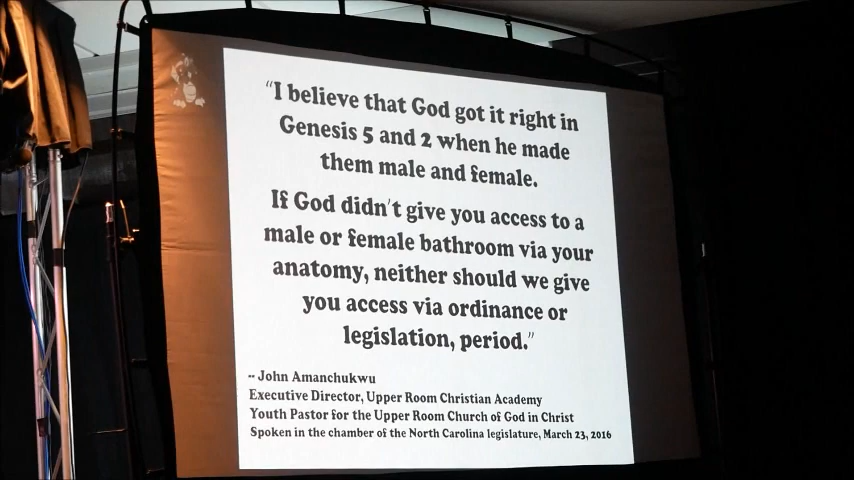 "I believe that God got it right in
Genesis 5 and 2 when he made
them male and female.
If God didn't give you access to a
male or female bathroom via your
anatomy, neither should we give
you access via ordinance or
legislation, period."
-- John Amanchukwu
Executive Director, Upper Room Christian Academy
Youth Pastor for the Upper Room Church of God in Christ
Spoken in the chamber of the North Carolina legislature, March 23, 2016